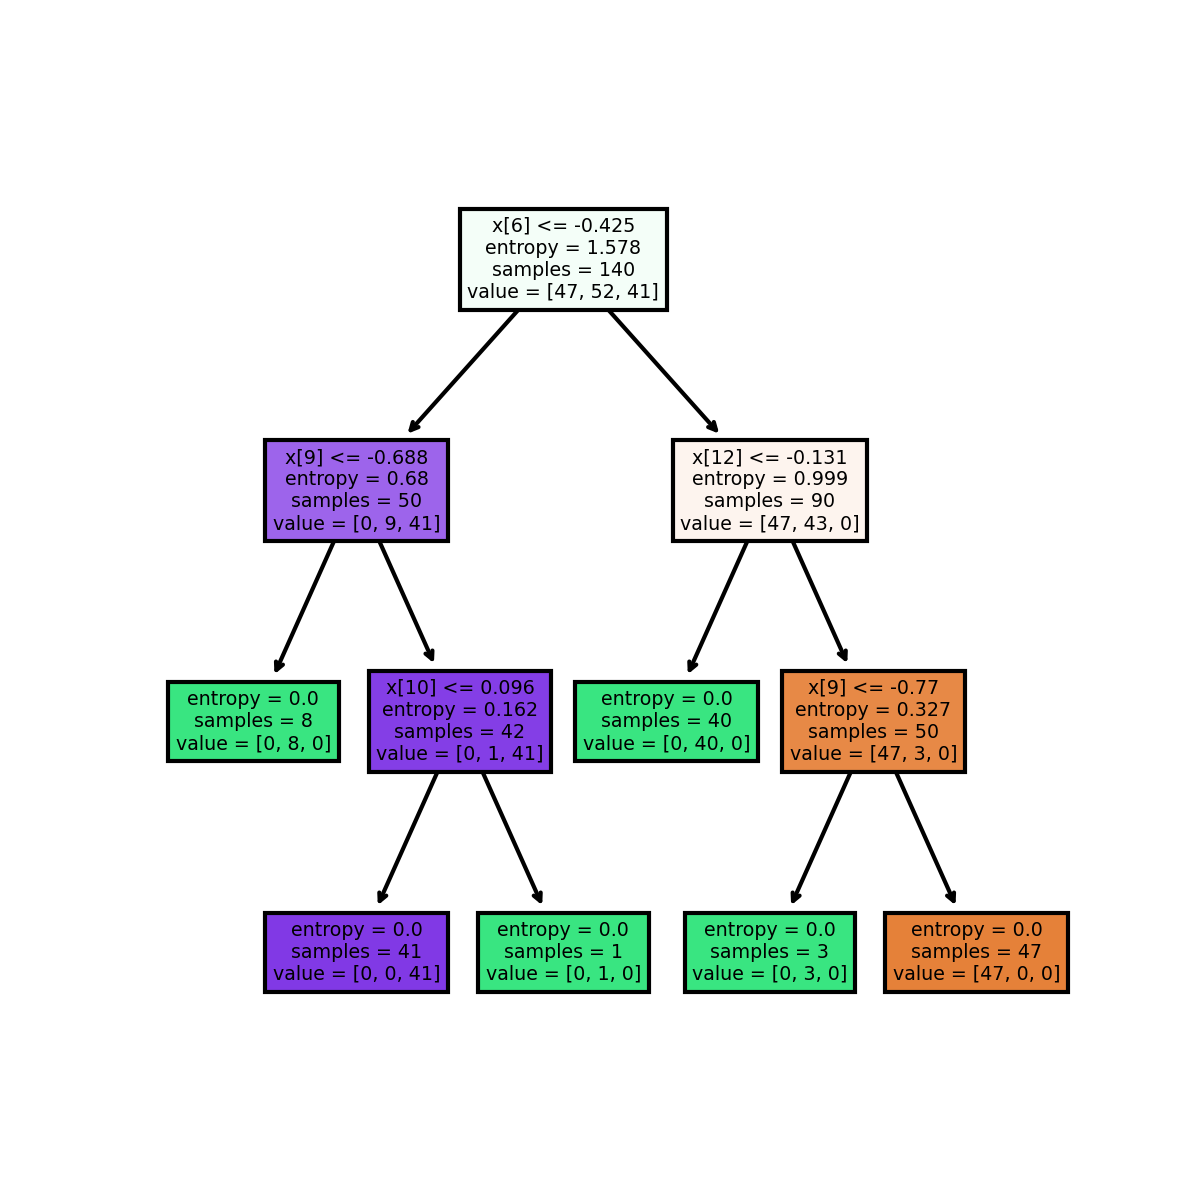 x[6] <= -0.425
entropy = 1.578
samples = 140
value = [47, 52, 41]
x[9] <= -0.688
entropy = 0.68
samples = 50
value = [0, 9, 41]
x[12] <= -0.131
entropy = 0.999
samples = 90
value = [47, 43, 0]
entropy = 0.0
samples = 8
value = [0, 8, 0]
x[10] <= 0.096
entropy = 0.162
samples = 42
value = [0, 1, 41]
entropy = 0.0
samples = 40
value = [0, 40, 0]
x[9] <= -0.77
entropy = 0.327
samples = 50
value = [47, 3, 0]
entropy = 0.0
samples = 41
value = [0, 0, 41]
entropy = 0.0
samples = 1
value = [0, 1, 0]
entropy = 0.0
samples = 3
value = [0, 3, 0]
entropy = 0.0
samples = 47
value = [47, 0, 0]